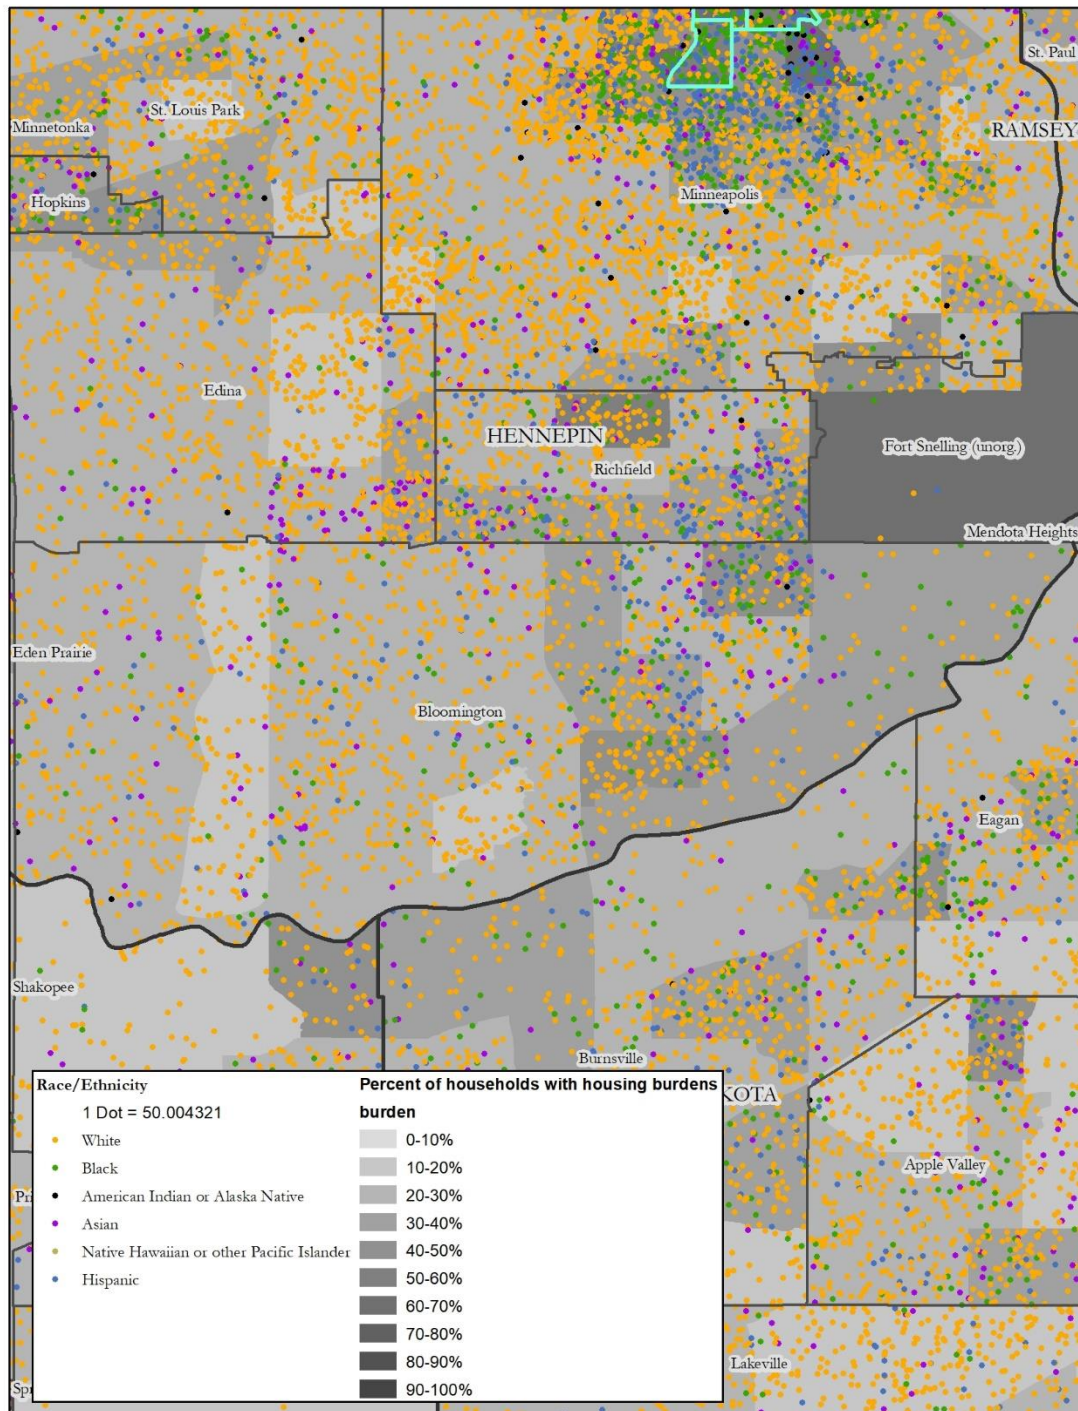 St. Paul
St. Louis Park
Minnetonka
RAMSEY
Hopkins
Minneapolis
Edina
HENNEPIN
Fort Snelling (unorg.)
Richfield
Mendota Heights
Eden Prairie
Bloomington
Eagan
Shakopee
Burnsville
KOTA
Apple Valley
Pri
Lakeville
Spr
Race/Ethnicity
1 Dot = 50.004321
White
Black
American Indian or Alaska Native
Asian
Native Hawaiian or other Pacific Islander
Hispanic
Percent of households with housing burdens
burden
0-10%
10-20%
20-30%
30-40%
40-50%
50-60%
60-70%
70-80%
80-90%
90-100%